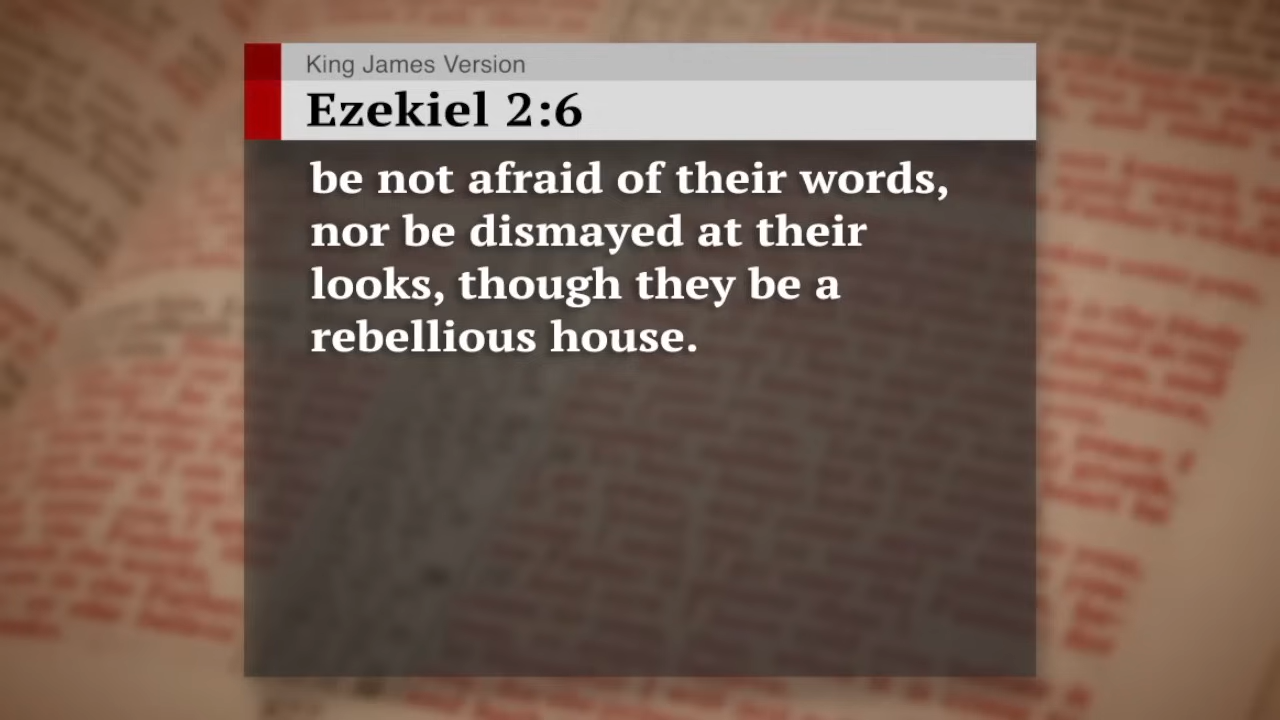 King James Version
Ezekiel 2:6
be not afraid of their words,
nor be dismayed at their
looks, though they be a
rebellious house.